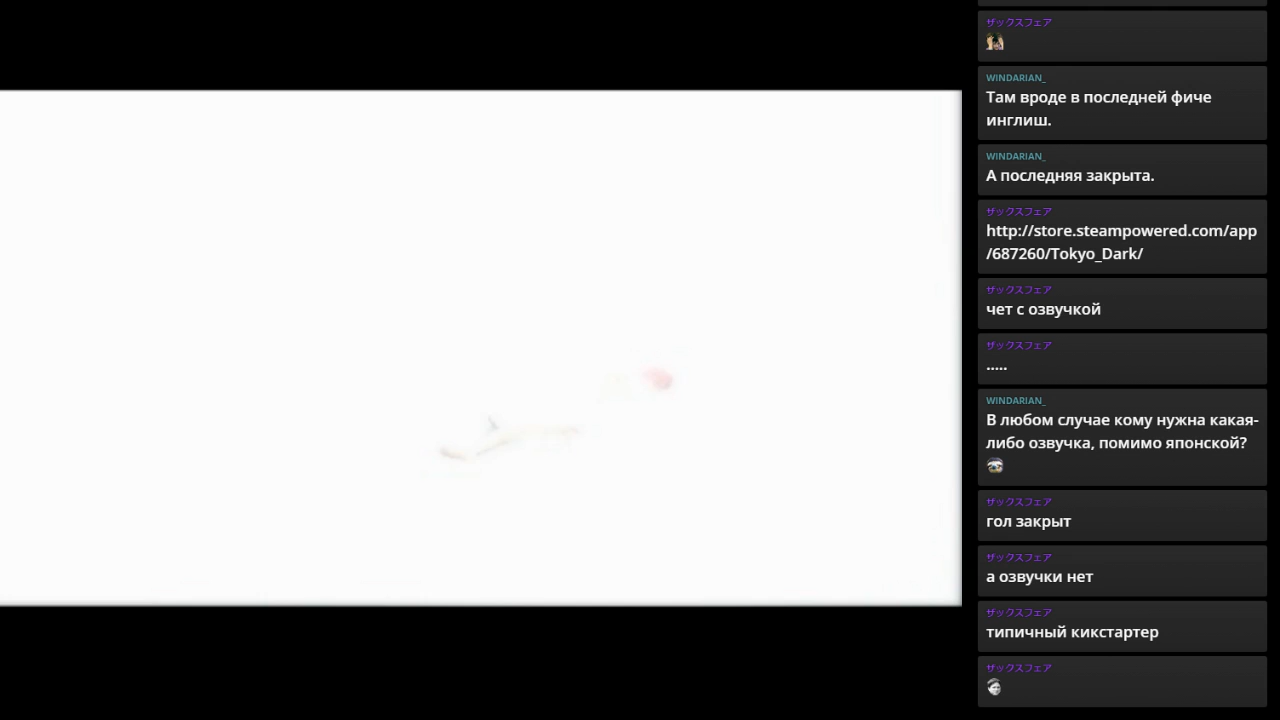 ザックスフェア
WINDARIAN_
Там вроде в последней фиче
инглиш.
WINDARIAN_
А последняя закрыта.
ザックスフェア
http://store.steampowered.com/app
/687260/Tokyo_Dark/
ザックスフェア
чет с озвучкой
ザックスフェア
.....
WINDARIAN_
В любом случае кому нужна какая-
либо озвучка, помимо японской?
ザックスフェア
гол закрыт
ザックスフェア
а озвучки нет
ザックスフェア
типичный кикстартер
ザックスフェア